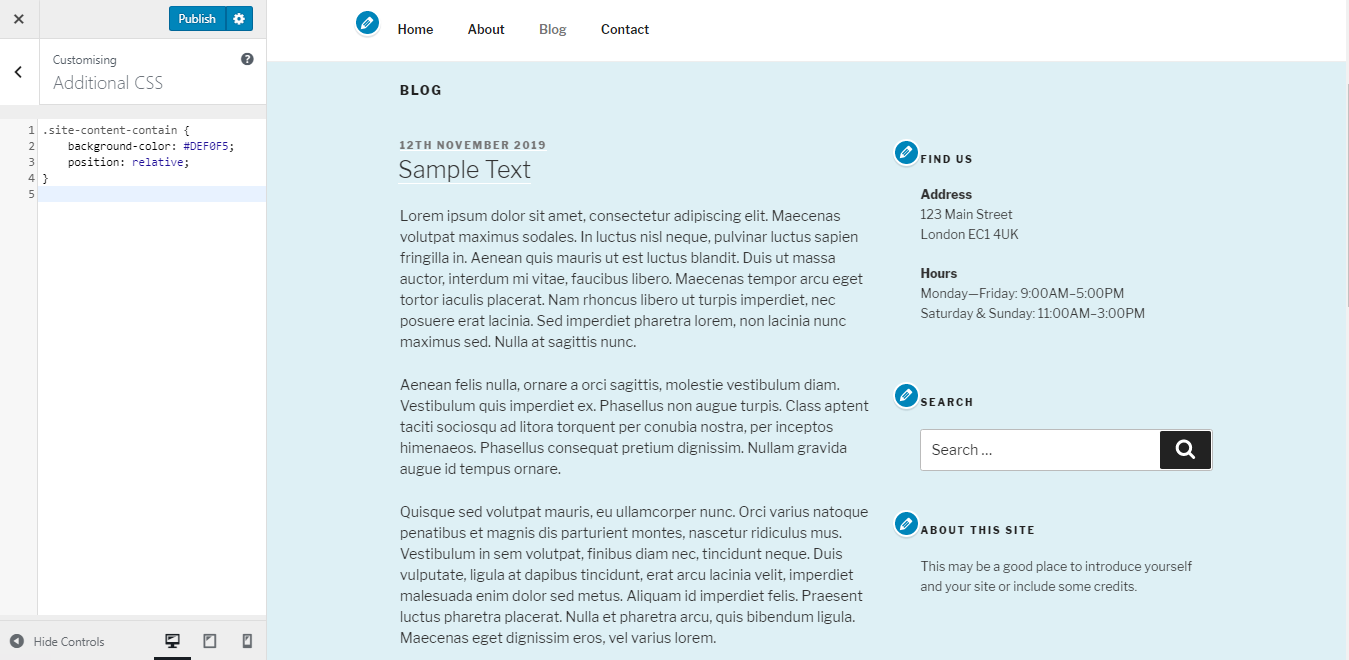 Publish
Customising
Additional CSS
1 .site-content-contain {
2 background-color: #DEF0F5;
3 position: relative;
4 }
5
Hide Controls
Home About Blog Contact
BLOG
12TH NOVEMBER 2019
Sample Text
Lorem ipsum dolor sit amet, consectetur adipiscing elit. Maecenas
volutpat maximus sodales. In luctus nisl neque, pulvinar luctus sapien
fringilla in. Aenean quis mauris ut est luctus blandit. Duis ut massa
auctor, interdum mi vitae, faucibus libero. Maecenas tempor arcu eget
tortor iaculis placerat. Nam rhoncus libero ut turpis imperdiet, nec
posuere erat lacinia. Sed imperdiet pharetra lorem, non lacinia nunc
maximus sed. Nulla at sagittis nunc.
Aenean felis nulla, ornare a orci sagittis, molestie vestibulum diam.
Vestibulum quis imperdiet ex. Phasellus non augue turpis. Class aptent
taciti sociosqu ad litora torquent per conubia nostra, per inceptos
himenaeos. Phasellus consequat pretium dignissim. Nullam gravida
augue id tempus ornare.
Quisque sed volutpat mauris, eu ullamcorper nunc. Orci varius natoque
penatibus et magnis dis parturient montes, nascetur ridiculus mus.
Vestibulum in sem volutpat, finibus diam nec, tincidunt neque. Duis
vulputate, ligula at dapibus tincidunt, erat arcu lacinia velit, imperdiet
malesuada enim dolor sed metus. Aliquam id imperdiet felis. Praesent
luctus pharetra placerat. Nulla et pharetra arcu, quis bibendum ligula.
Maecenas eget dignissim eros, vel varius lorem.
FIND US
Address
123 Main Street
London EC1 4UK
Hours
Monday—Friday: 9:00AM–5:00PM
Saturday & Sunday: 11:00AM–3:00PM
SEARCH
Search …
ABOUT THIS SITE
This may be a good place to introduce yourself
and your site or include some credits.